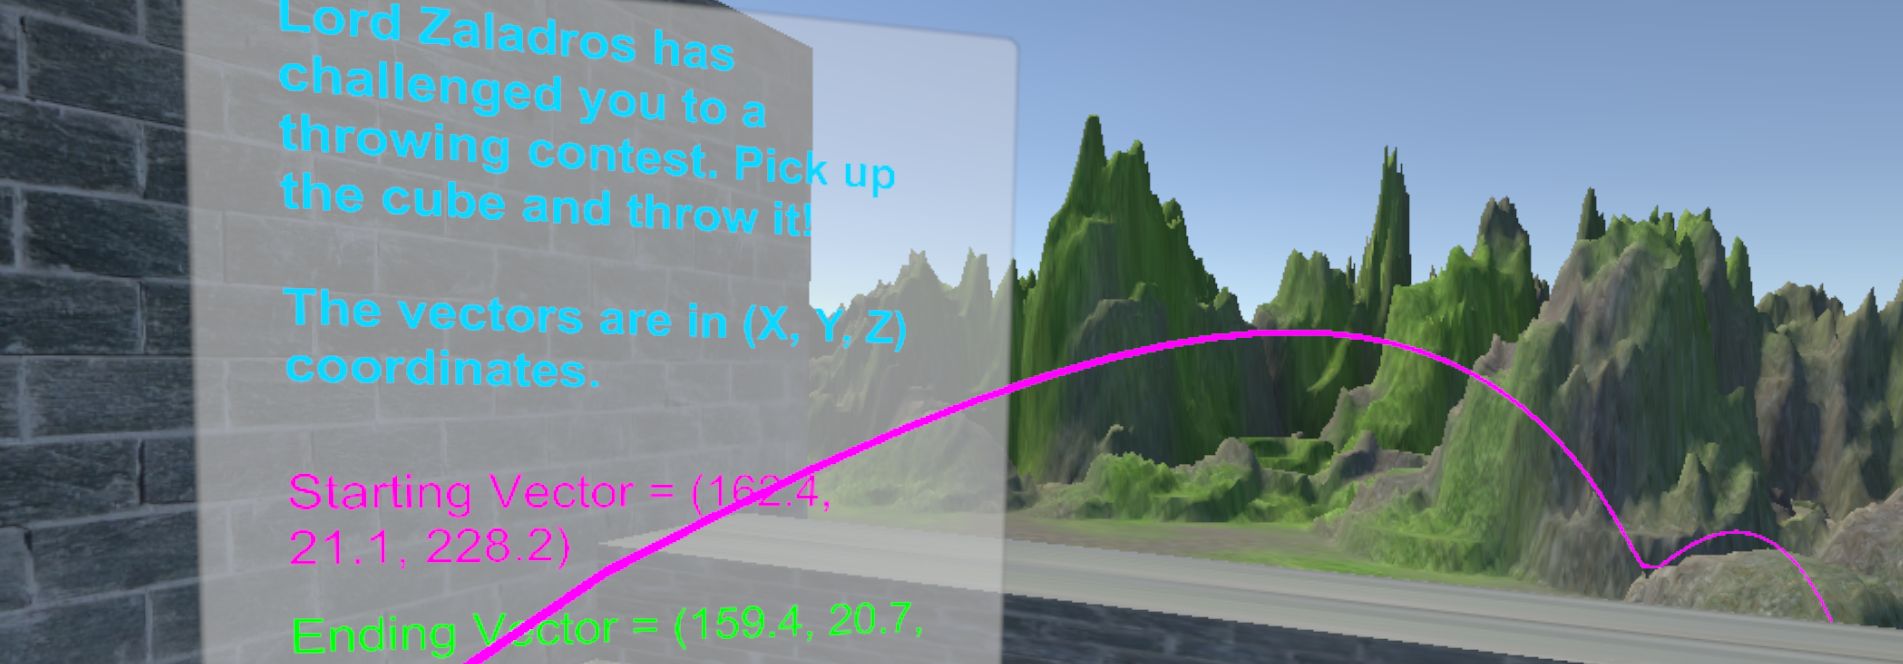 Lord Zaladros has
challenged you to a
throwing contest. Pick up
the cube and throw it!
The vectors are in (X, Y, Z)
coordinates.
Starting Vector = (162.4,
21.1, 228.2)
Ending Vector = (159.4, 20.7,